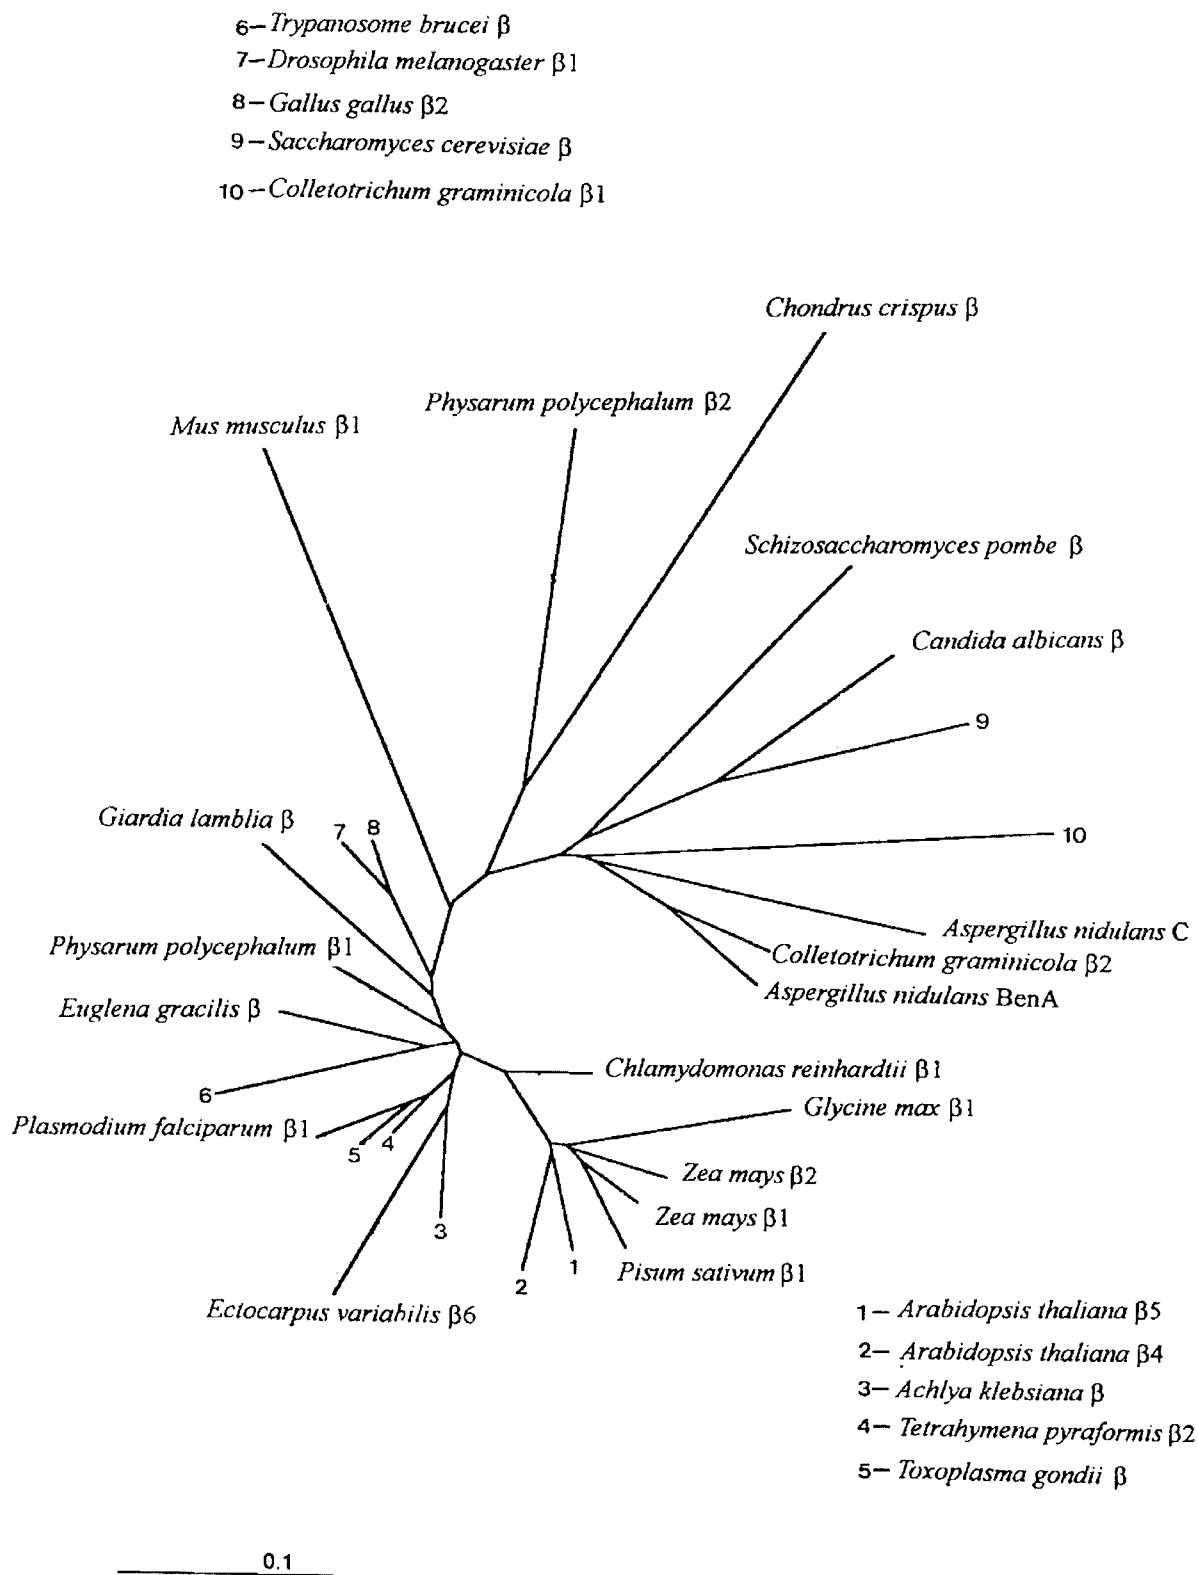 6–Trypanosome brucei β
7–Drosophila melanogaster β1
8–Gallus gallus β2
9–Saccharomyces cerevisiae β
10–Colletotrichum graminicola β1
Chondrus crispus β
Physarum polycephalum β2
Mus musculus β1
Schizosaccharomyces pombe β
Candida albicans β
9
Giardia lamblia β
7
8
10
Aspergillus nidulans C
Physarum polycephalum β1
Colletotrichum graminicola β2
Aspergillus nidulans BenA
Euglena gracilis β
Chlamydomonas reinhardtii β1
6
Glycine max β1
Plasmodium falciparum β1
5
4
Zea mays β2
Zea mays β1
3
1
2
Pisum sativum β1
Ectocarpus variabilis β6
1– Arabidopsis thaliana β5
2– Arabidopsis thaliana β4
3– Achlya klebsiana β
4– Tetrahymena pyraformis β2
5– Toxoplasma gondii β
0.1